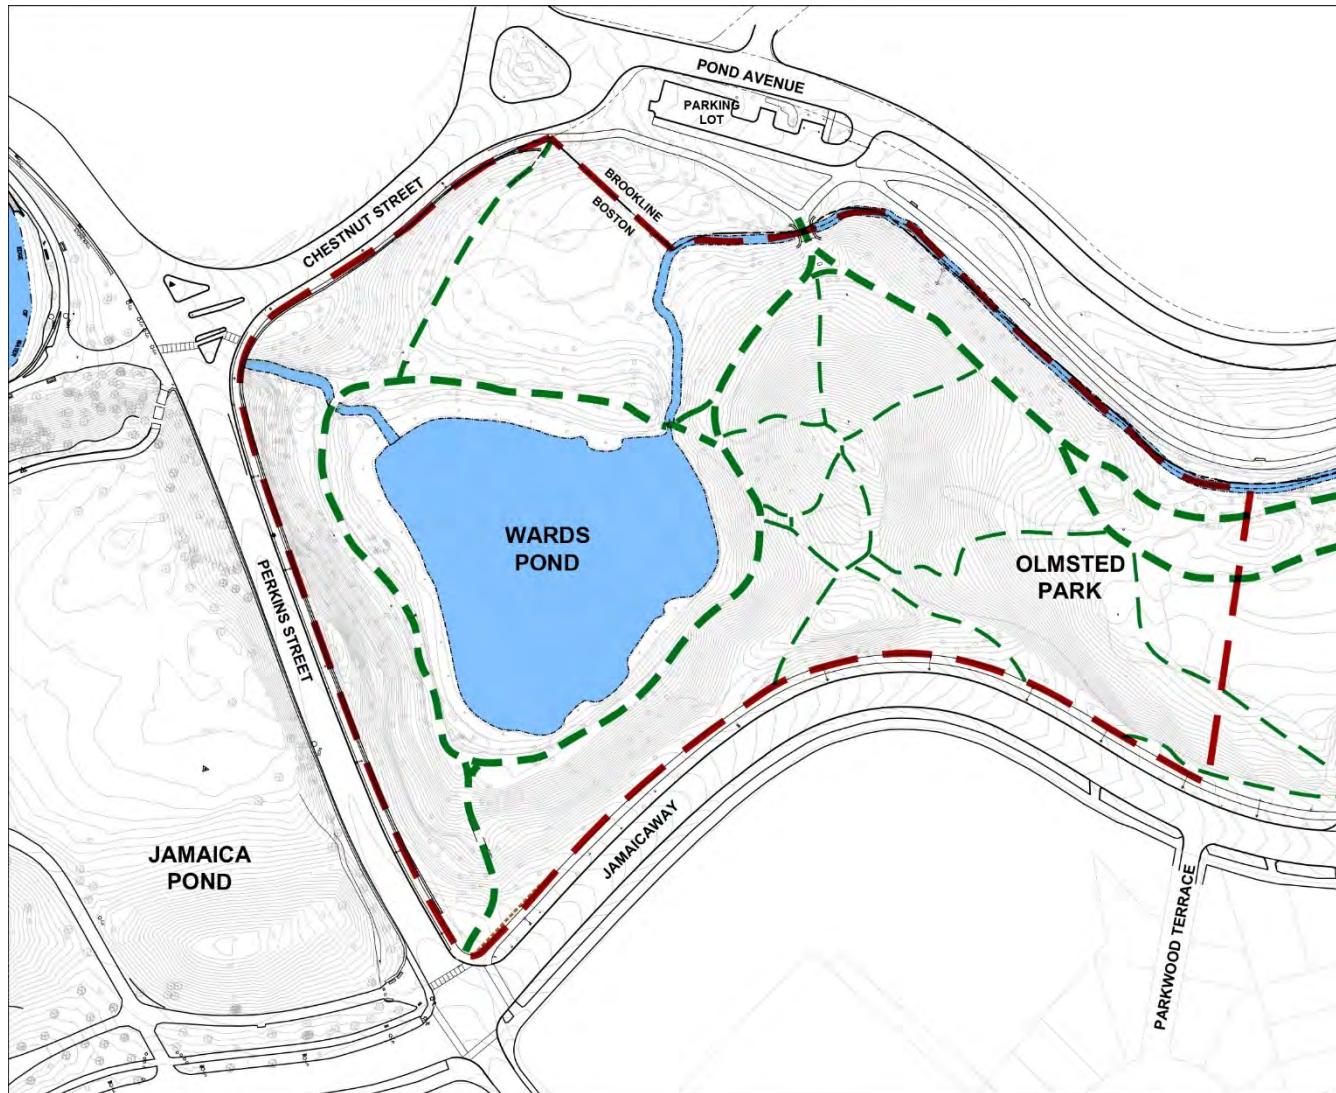 POND AVENUE
PARKING
LOT
CHESTNUT STREET
BROOKLINE
BOSTON
WARDS
POND
OLMSTED
PARK
PERKINS STREET
JAMAICAWAY
JAMAICA
POND
PARKWOOD TERRACE